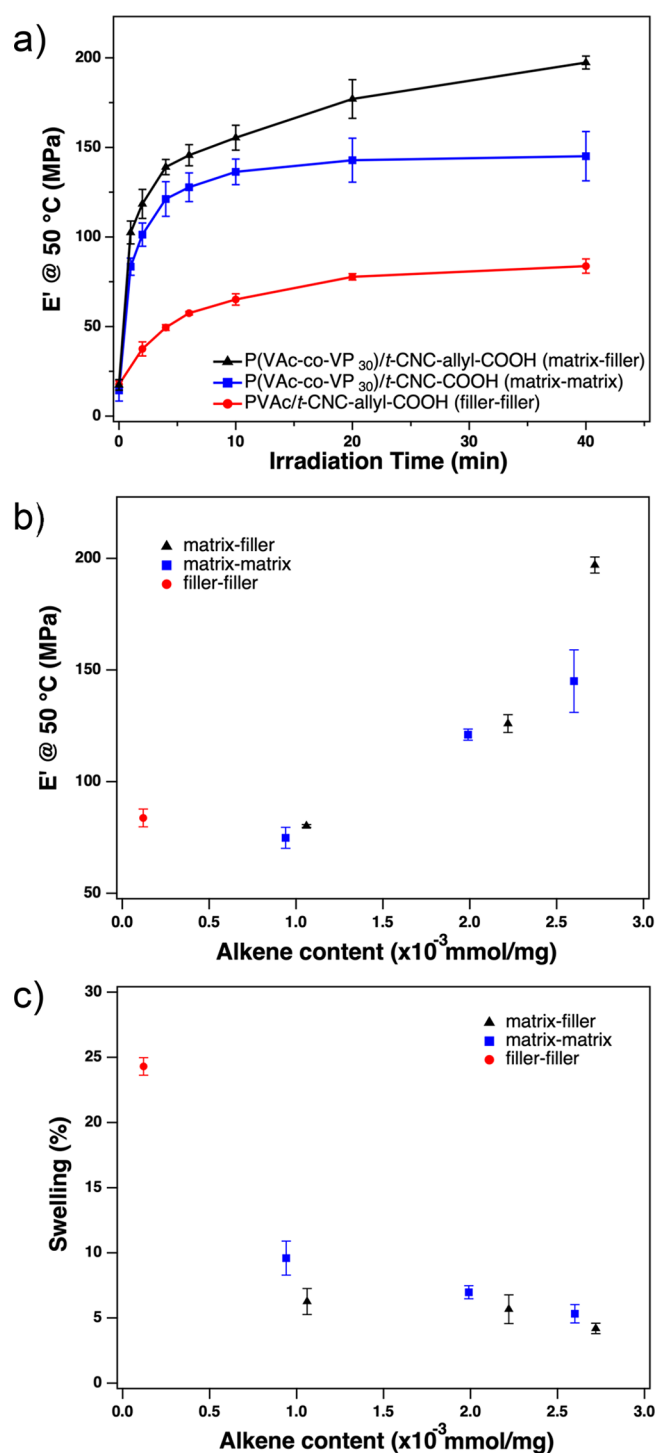 a)
E' @ 50 °C (MPa)
200
150
100
50
0
P(VAc-co-VP 30)/t-CNC-allyl-COOH (matrix-filler)
P(VAc-co-VP 30)/t-CNC-COOH (matrix-matrix)
PVAc/t-CNC-allyl-COOH (filler-filler)
0 10 20 30 40
Irradiation Time (min)
b)
E' @ 50 °C (MPa)
matrix-filler
matrix-matrix
filler-filler
200
150
100
50
0.0 0.5 1.0 1.5 2.0 2.5 3.0
Alkene content (x10-3mmol/mg)
c)
Swelling (%)
30
matrix-filler
matrix-matrix
filler-filler
25
20
15
10
5
0
0.0 0.5 1.0 1.5 2.0 2.5 3.0
Alkene content (x10-3mmol/mg)